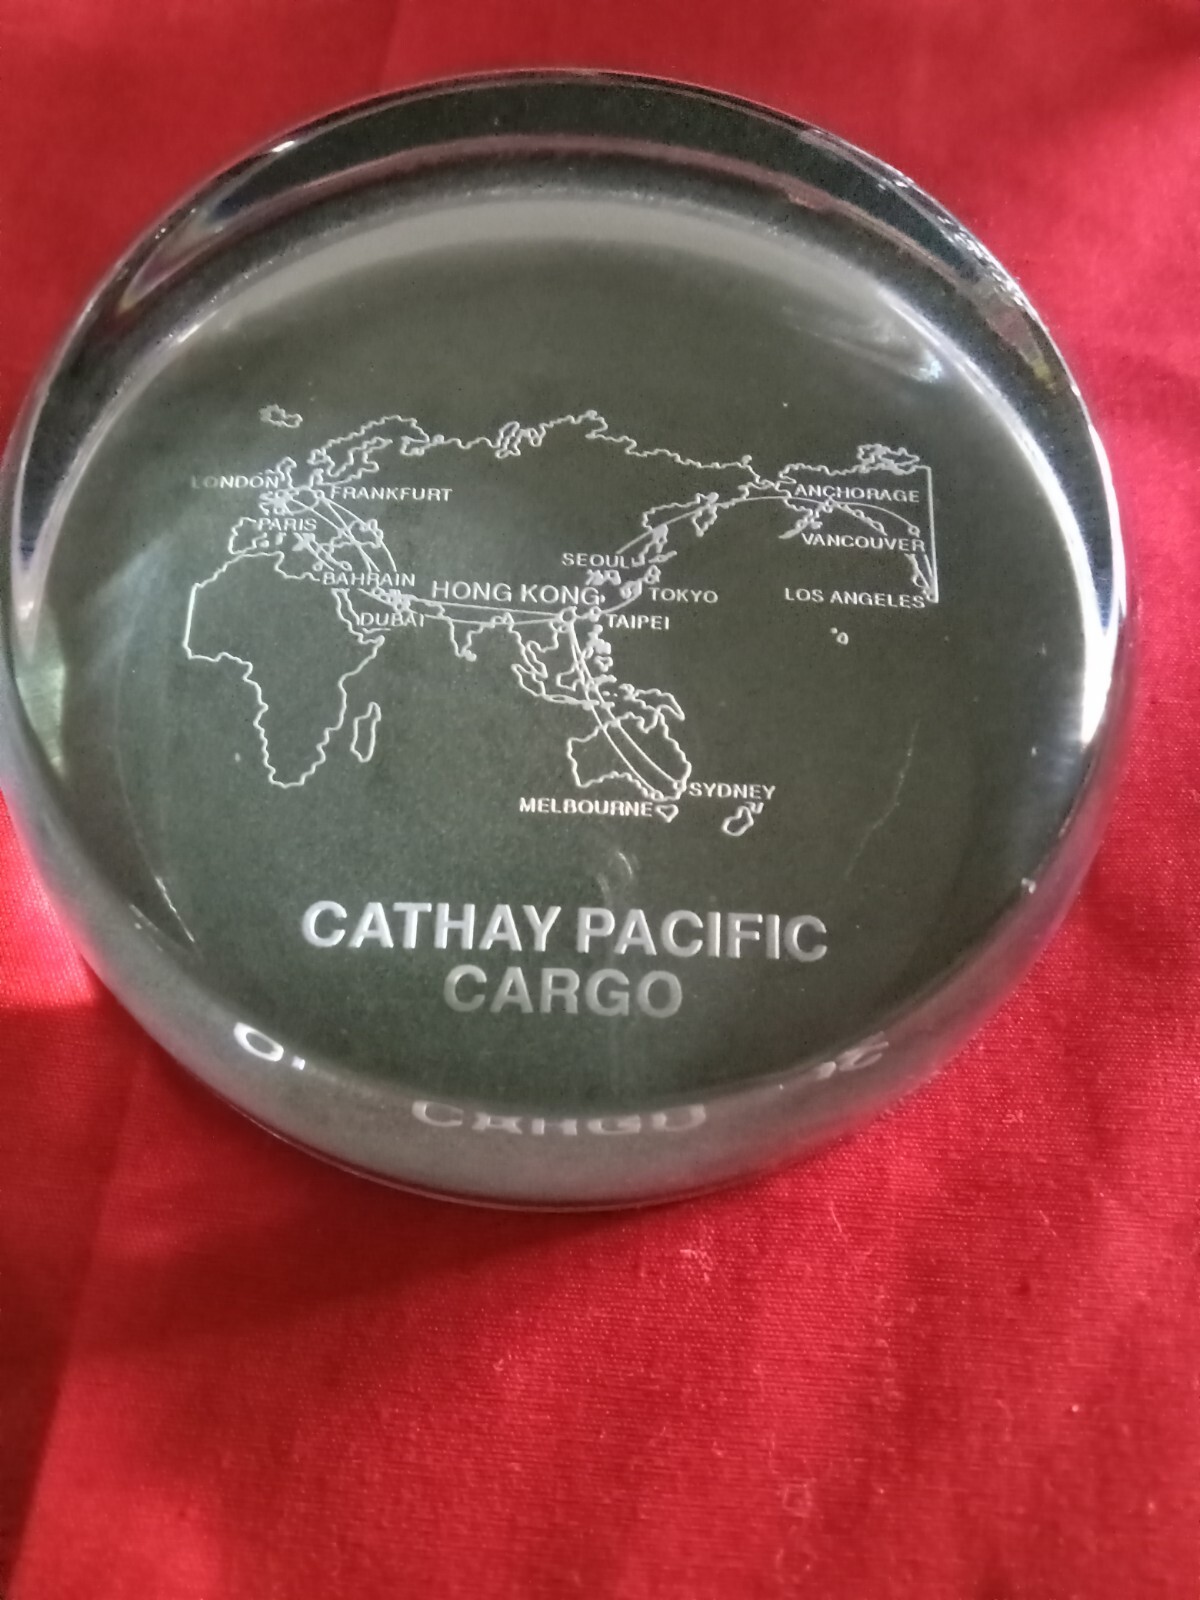 LONDON
FRANKFURT
ANCHORAGE
PARIS
VANCOUVER
SEOUL
BAHRAIN
HONG KONG
TOKYO
LOS ANGELES
DUBAI
TAIPEI
SYDNEY
MELBOURNE
CATHAY PACIFIC
CARGO